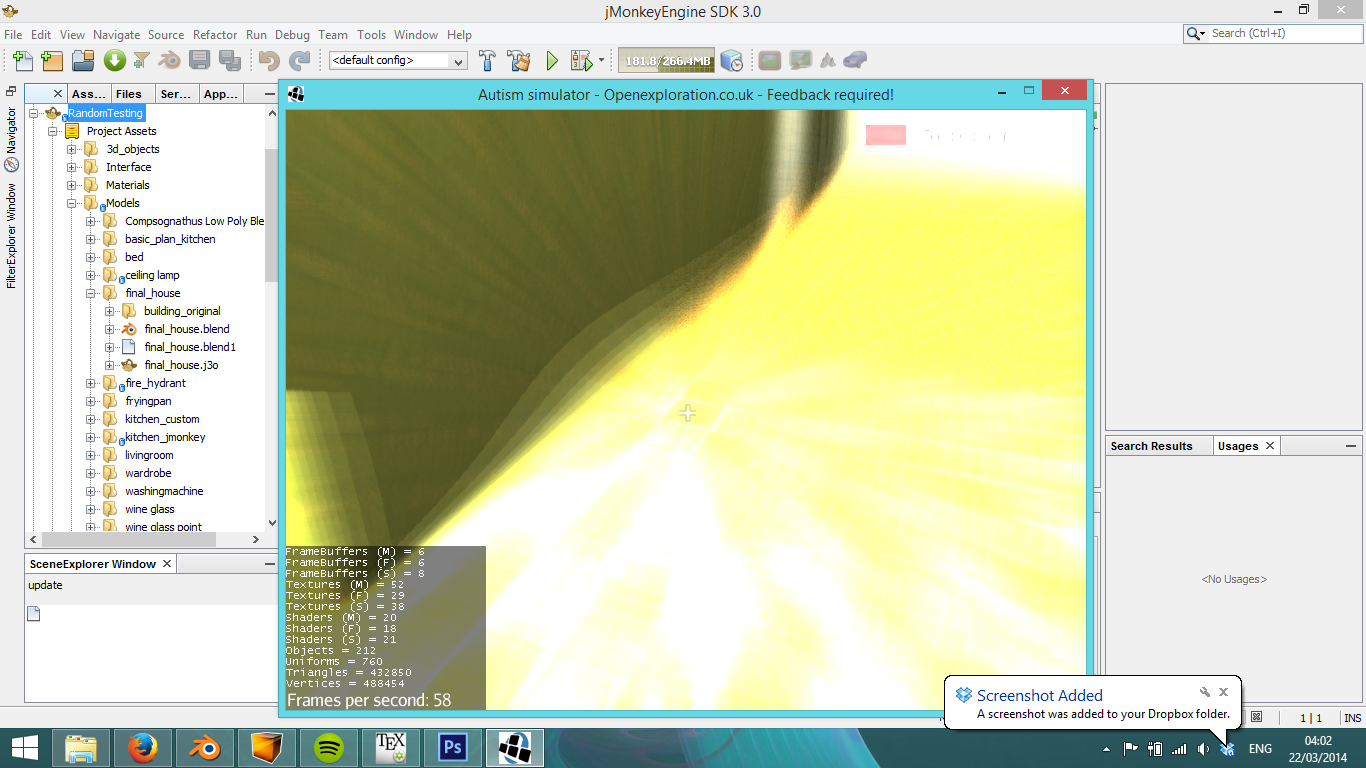 jMonkeyEngine SDK 3.0
File Edit View Navigate Source Refactor Run Debug Team Tools Window Help
Search (Ctrl+I)
<default config>
181.8/266.4MB
Ass... Files Ser... App...
Navigator
FilterExplorer Window
RandomTesting
Project Assets
3d_objects
Interface
Materials
Models
Compsognathus Low Poly Ble
basic_plan_kitchen
bed
ceiling lamp
final_house
building_original
final_house.blend
final_house.blend1
final_house.j3o
fire_hydrant
fryingpan
kitchen_custom
kitchen_jmonkey
livingroom
wardrobe
washingmachine
wine glass
wine glass point
SceneExplorer Window
update
Autism simulator - Openexploration.co.uk - Feedback required!
FrameBuffers (M) = 6
FrameBuffers (F) = 6
FrameBuffers (S) = 8
Textures (M) = 52
Textures (F) = 29
Textures (S) = 38
Shaders (M) = 20
Shaders (F) = 18
Shaders (S) = 21
Objects = 212
Uniforms = 760
Triangles = 432850
Vertices = 488454
Frames per second: 58
Search Results Usages
<No Usages>
Screenshot Added
A screenshot was added to your Dropbox folder.
1 | 1 INS
TEX
Ps
ENG
04:02
22/03/2014